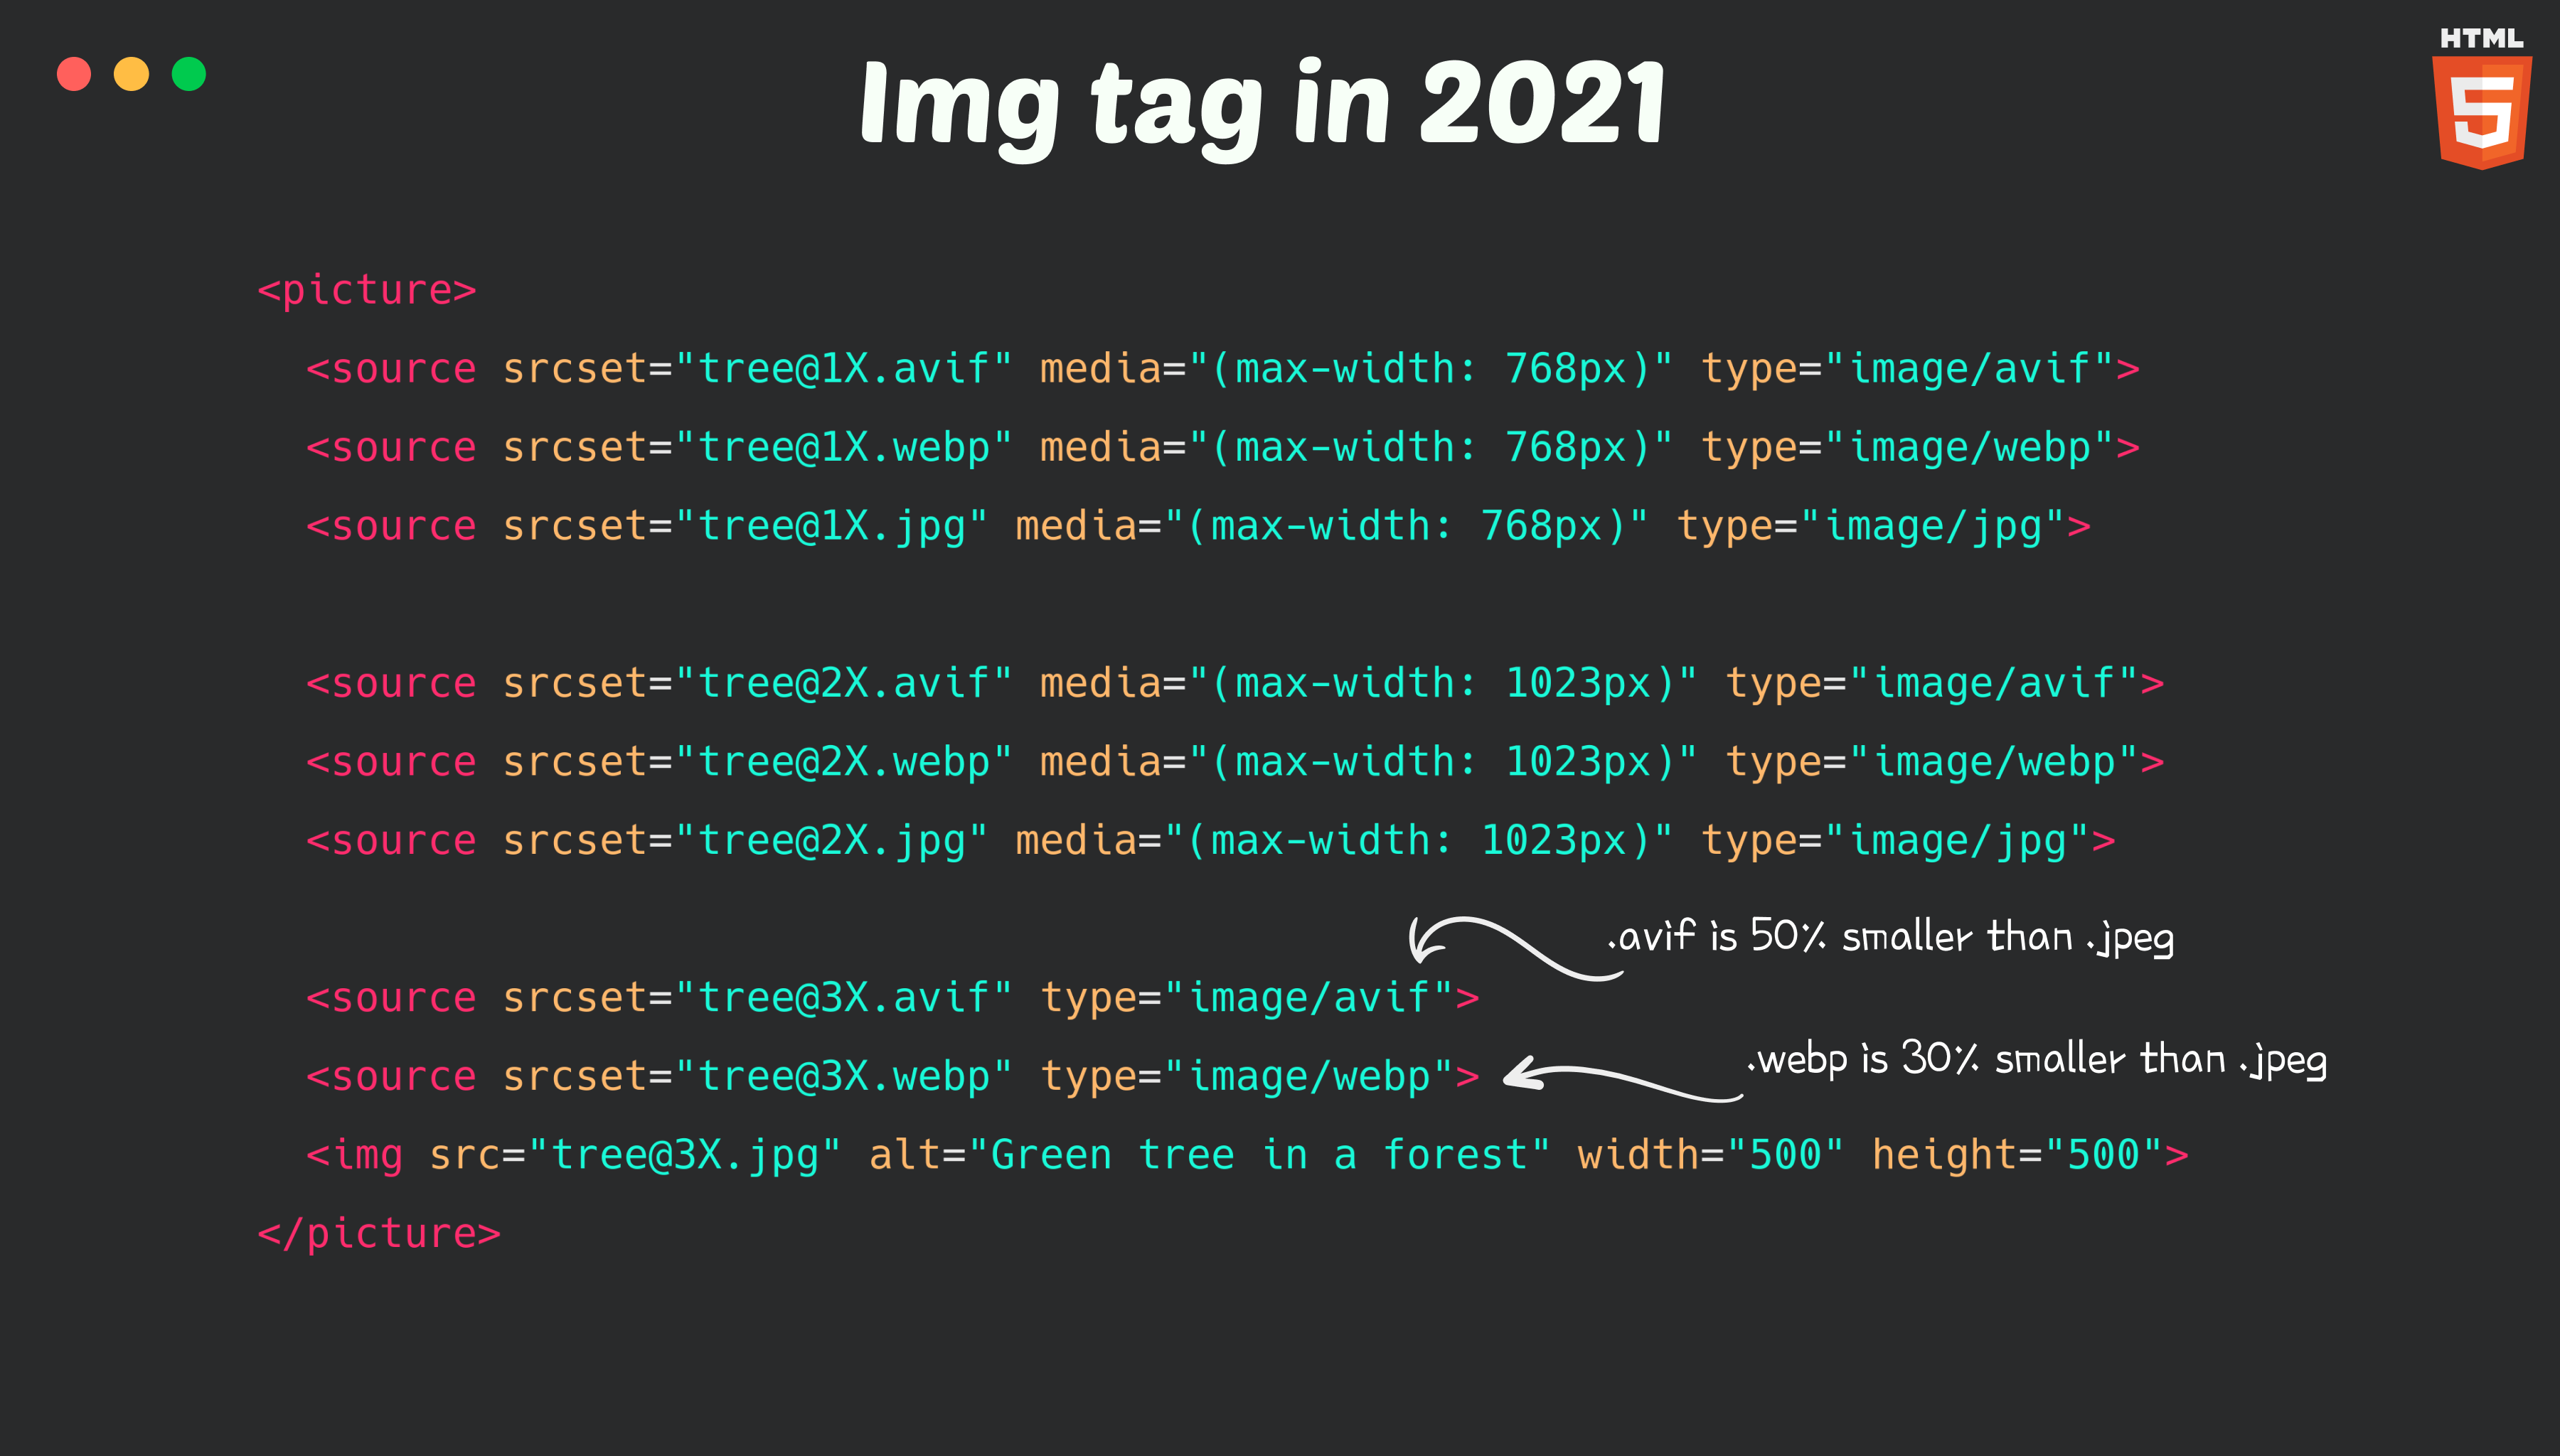 HTML
Img tag in 2021
<picture>
<source srcset="tree@1X.avif" media="(max-width: 768px)" type="image/avif">
<source srcset="tree@1X.webp" media="(max-width: 768px)" type="image/webp">
<source srcset="tree@1X.jpg" media="(max-width: 768px)" type="image/jpg">
<source srcset="tree@2X.avif" media="(max-width: 1023px)" type="image/avif">
<source srcset="tree@2X.webp" media="(max-width: 1023px)" type="image/webp">
<source srcset="tree@2X.jpg" media="(max-width: 1023px)" type="image/jpg">
.avif is 50% smaller than .jpeg
<source srcset="tree@3X.avif" type="image/avif">
.webp is 30% smaller than .jpeg
<source srcset="tree@3X.webp" type="image/webp">
<img src="tree@3X.jpg" alt="Green tree in a forest" width="500" height="500">
</picture>